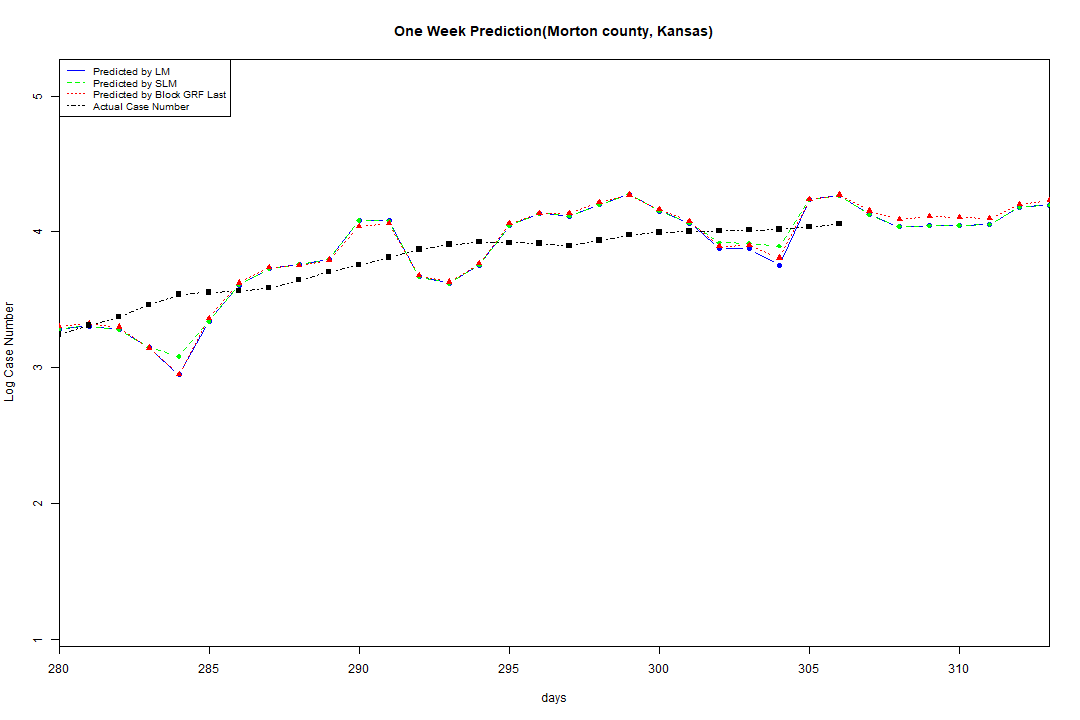 One Week Prediction(Morton county, Kansas)
Predicted by LM
Predicted by SLM
Predicted by Block GRF Last
Actual Case Number
5
4
3
2
1
Log Case Number
280 285 290 295 300 305 310
days